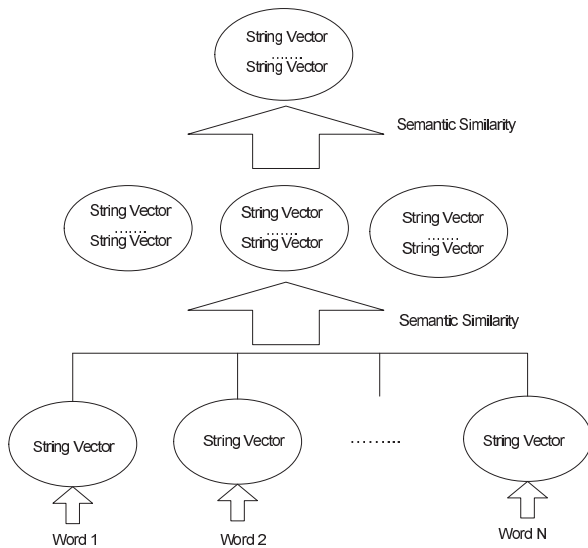 String Vector
.......
String Vector
Semantic Similarity
String Vector
.......
String Vector
String Vector
.......
String Vector
String Vector
.......
String Vector
Semantic Similarity
String Vector
String Vector
.........
String Vector
Word 1
Word 2
Word N